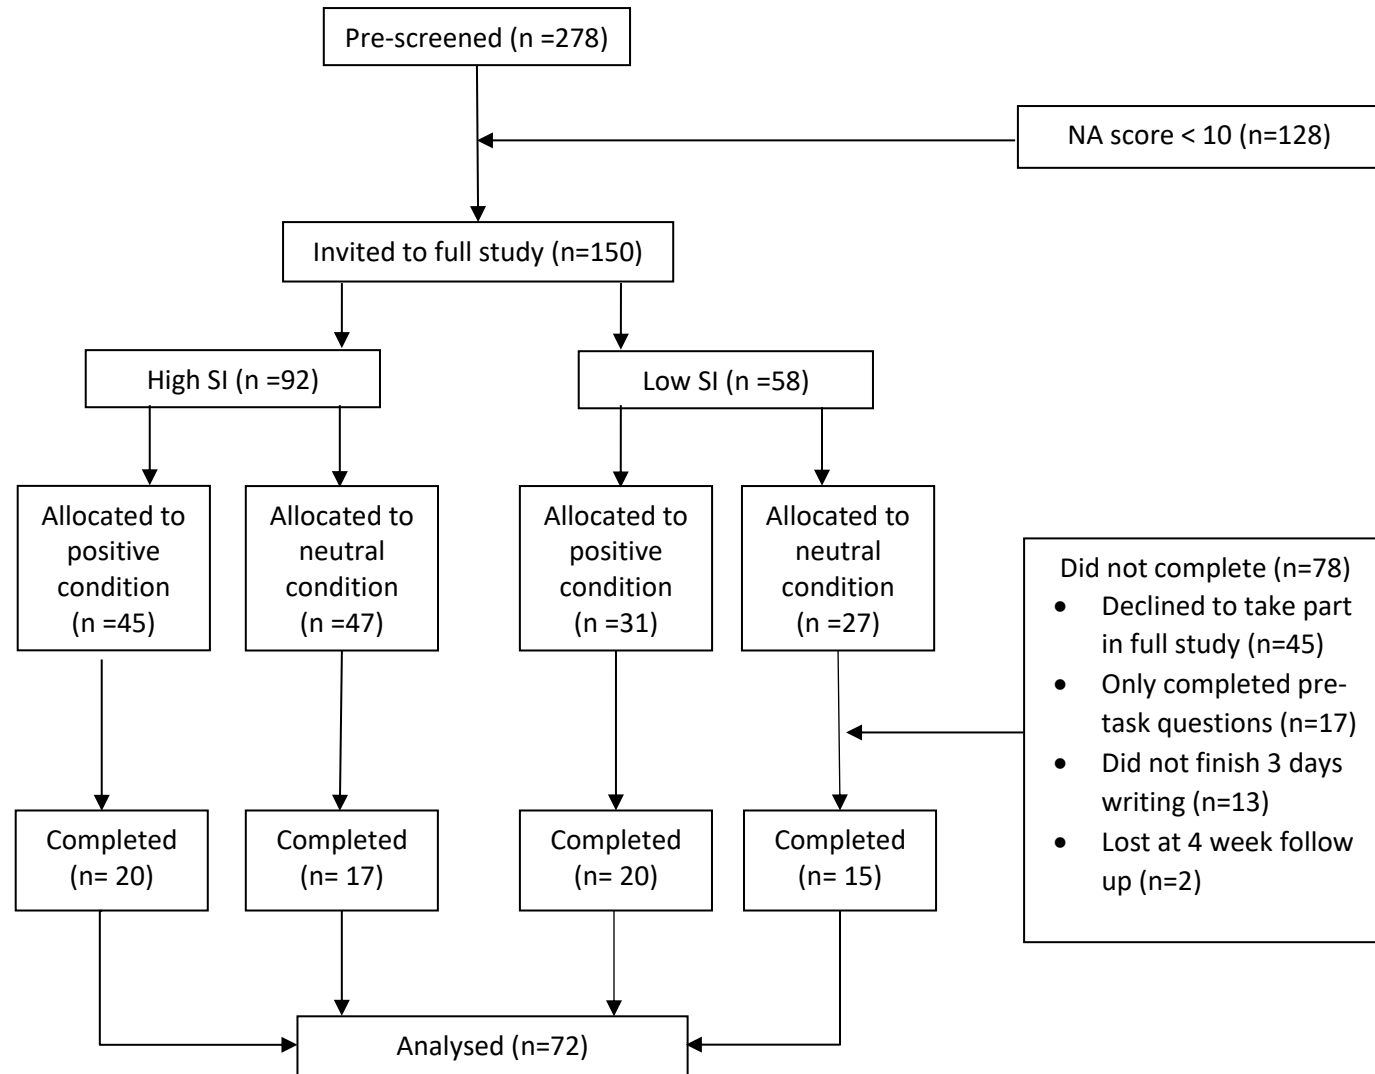 Pre-screened (n =278)
NA score < 10 (n=128)
Invited to full study (n=150)
High SI (n =92)
Low SI (n =58)
Allocated to
positive
condition
(n =45)
Allocated to
neutral
condition
(n =47)
Allocated to
positive
condition
(n =31)
Allocated to
neutral
condition
(n =27)
Did not complete (n=78)
• Declined to take part
in full study (n=45)
• Only completed pre-
task questions (n=17)
• Did not finish 3 days
writing (n=13)
• Lost at 4 week follow
up (n=2)
Completed
(n= 20)
Completed
(n= 17)
Completed
(n= 20)
Completed
(n= 15)
Analysed (n=72)